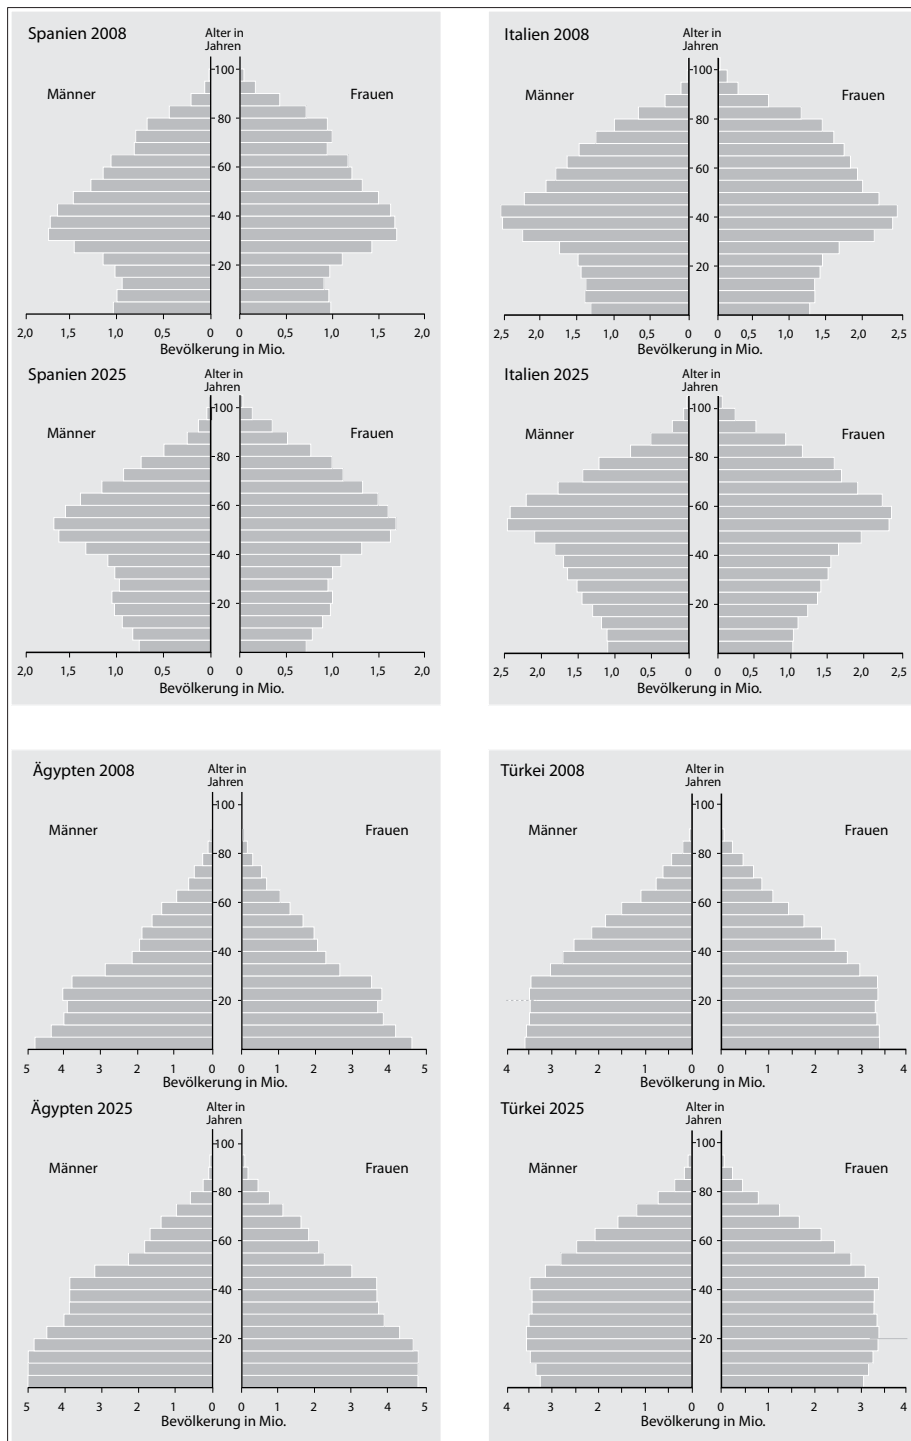 Spanien 2008
Alter in
Jahren
Männer
Frauen
100
80
60
40
20
2,0 1,5 1,0 0,5 0 0 0,5 1,0 1,5 2,0
Bevölkerung in Mio.
Italien 2008
Alter in
Jahren
Männer
Frauen
100
80
60
40
20
2,5 2,0 1,5 1,0 0,5 0 0 0,5 1,0 1,5 2,0 2,5
Bevölkerung in Mio.
Spanien 2025
Alter in
Jahren
Männer
Frauen
100
80
60
40
20
2,0 1,5 1,0 0,5 0 0 0,5 1,0 1,5 2,0
Bevölkerung in Mio.
Italien 2025
Alter in
Jahren
Männer
Frauen
100
80
60
40
20
2,5 2,0 1,5 1,0 0,5 0 0 0,5 1,0 1,5 2,0 2,5
Bevölkerung in Mio.
Ägypten 2008
Alter in
Jahren
Männer
Frauen
100
80
60
40
20
5 4 3 2 1 0 0 1 2 3 4 5
Bevölkerung in Mio.
Türkei 2008
Alter in
Jahren
Männer
Frauen
100
80
60
40
20
4 3 2 1 0 0 1 2 3 4
Bevölkerung in Mio.
Ägypten 2025
Alter in
Jahren
Männer
Frauen
100
80
60
40
20
5 4 3 2 1 0 0 1 2 3 4 5
Bevölkerung in Mio.
Türkei 2025
Alter in
Jahren
Männer
Frauen
100
80
60
40
20
4 3 2 1 0 0 1 2 3 4
Bevölkerung in Mio.